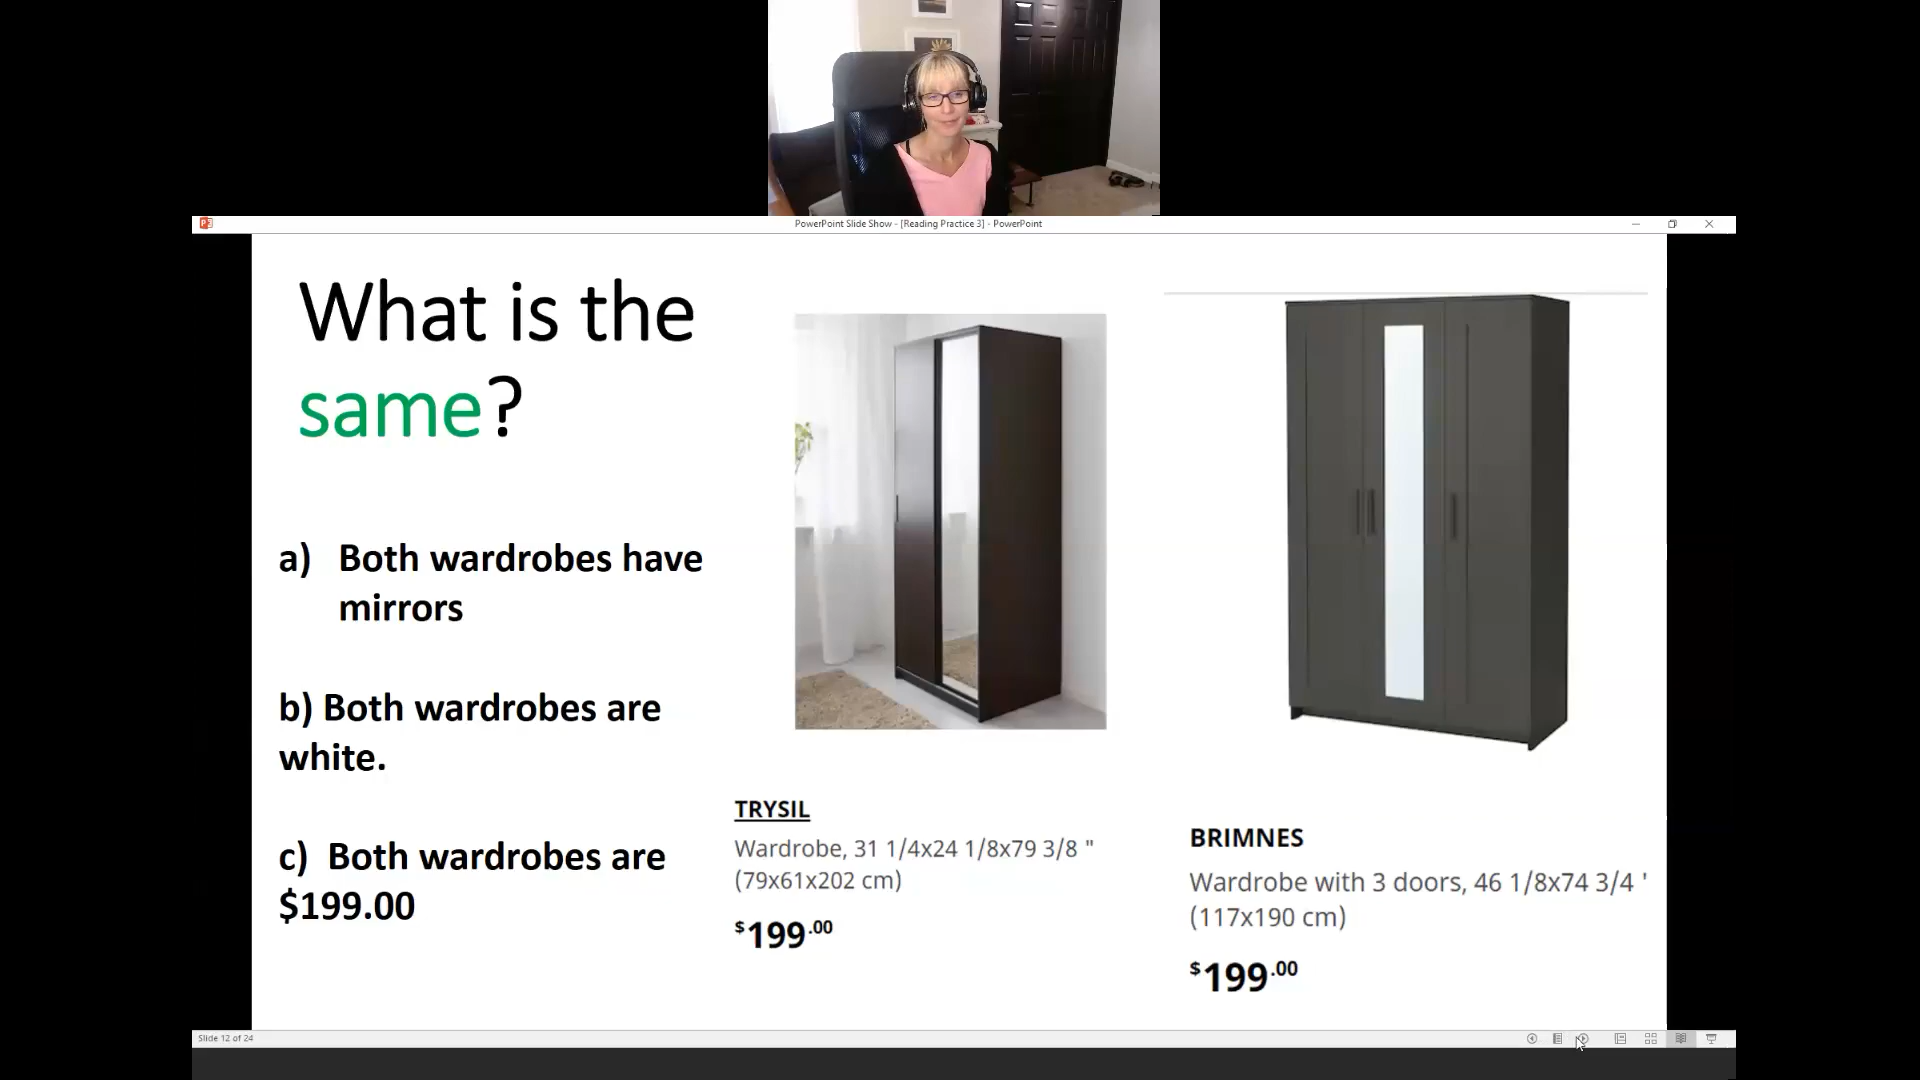 PowerPoint Slide Show - [Reading Practice 3] - PowerPoint
What is the
same?
a) Both wardrobes have
mirrors
b) Both wardrobes are
white.
c) Both wardrobes are
$199.00
TRYSIL
Wardrobe, 31 1/4x24 1/8x79 3/8 "
(79x61x202 cm)
$199.00
BRIMNES
Wardrobe with 3 doors, 46 1/8x74 3/4 '
(117x190 cm)
$199.00
Slide 12 of 24